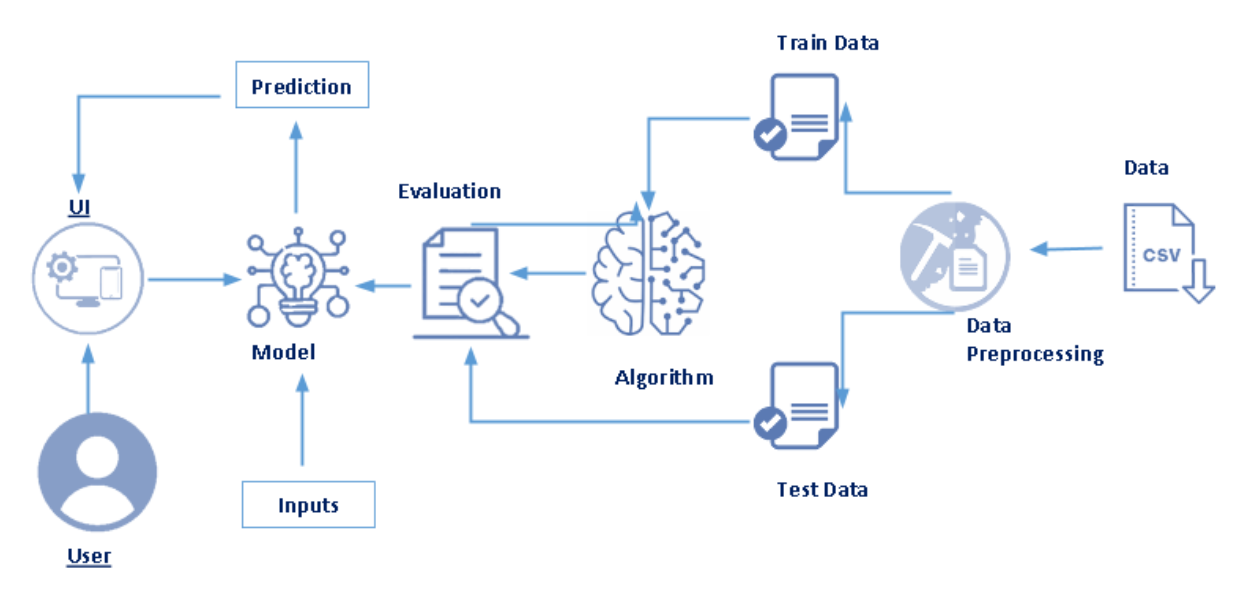 Train Data
Prediction
Data
Evaluation
UI
CSV
Data
Preprocessing
Model
Algorithm
Test Data
Inputs
User